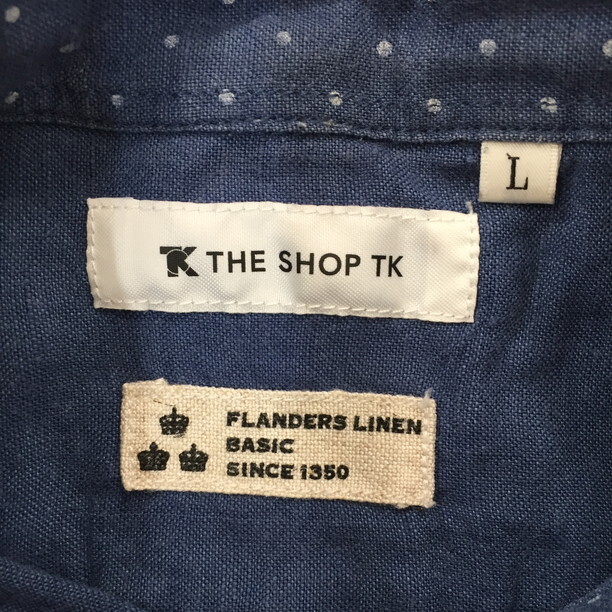 L
TK THE SHOP TK
FLANDERS LINEN
BASIC
SINCE 1350